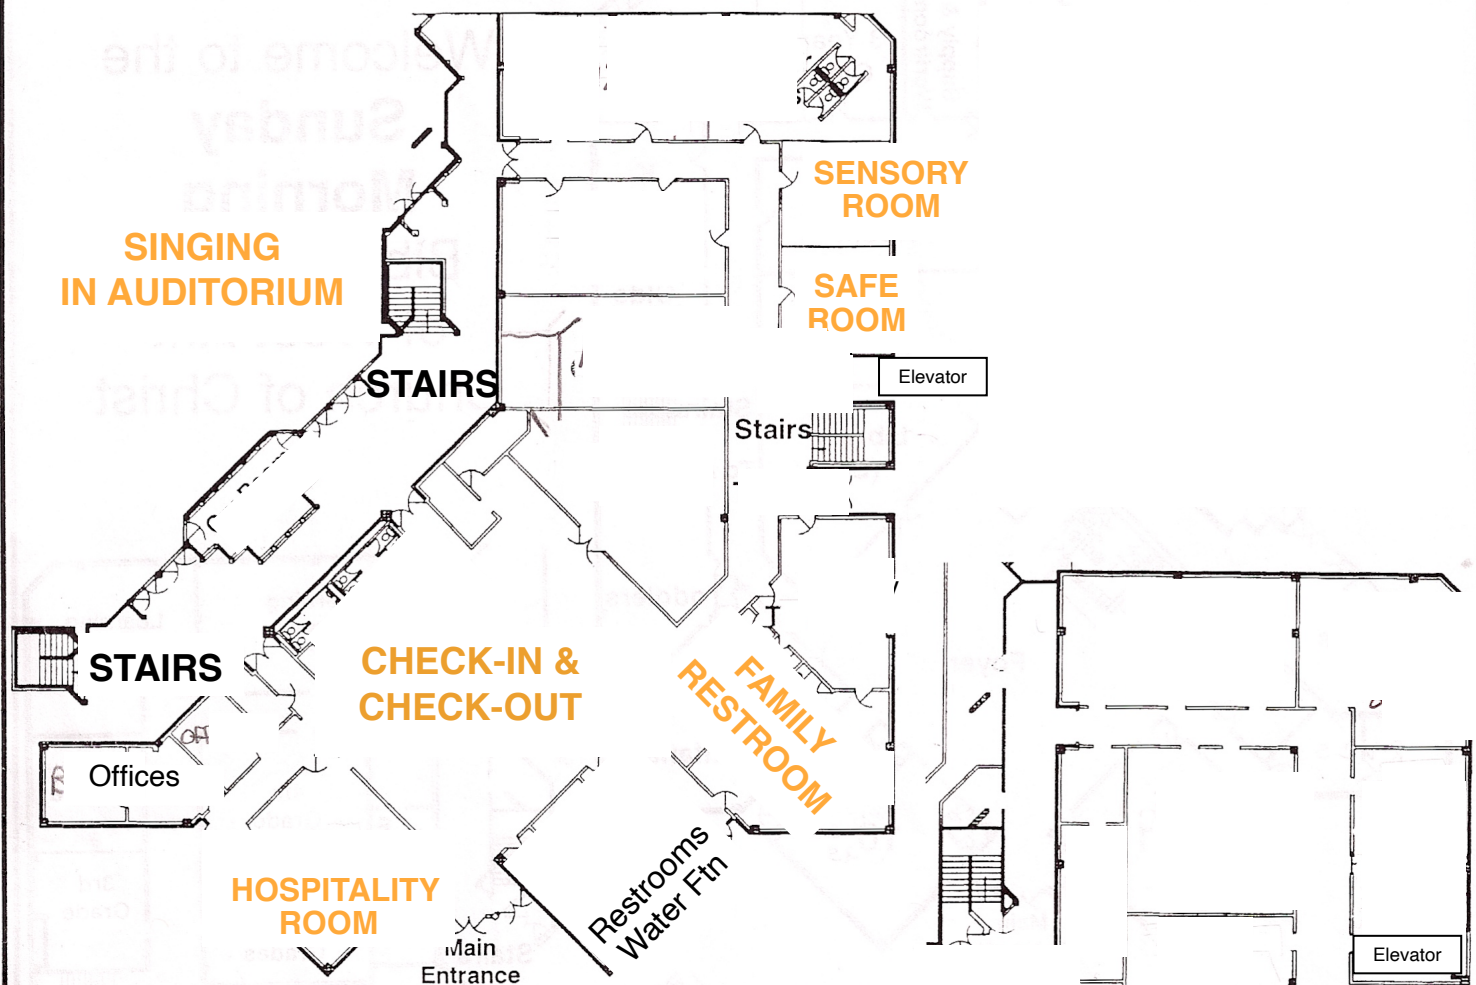 SENSORY
ROOM
SINGING
IN AUDITORIUM
SAFE
ROOM
Elevator
STAIRS
Stairs
STAIRS
CHECK-IN &
CHECK-OUT
FAMILY
RESTROOM
Offices
HOSPITALITY
ROOM
Restrooms
Water Ftn
Main
Entrance
Elevator